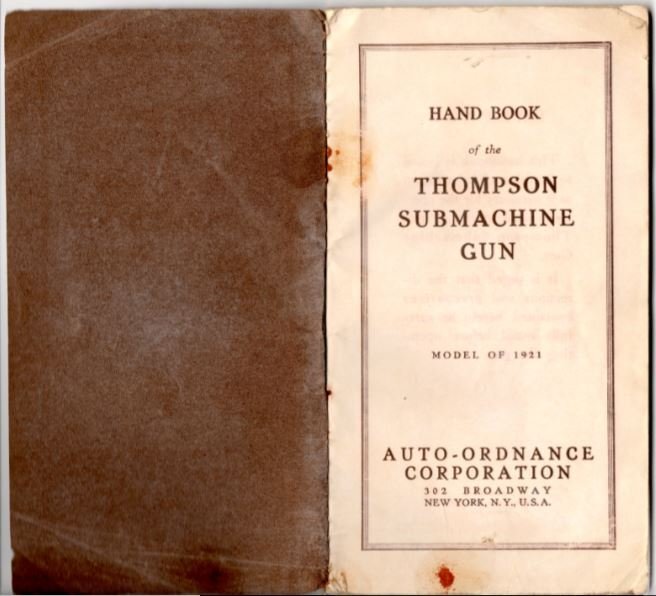 HAND BOOK
of the
THOMPSON
SUBMACHINE
GUN
MODEL OF 1921
AUTO-ORDNANCE
CORPORATION
302 BROADWAY
NEW YORK, N.Y., U.S.A.